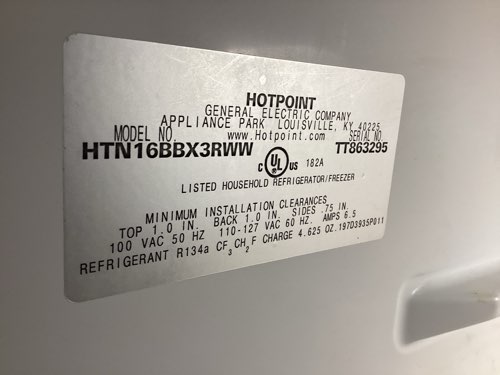 HOTPOINT
GENERAL ELECTRIC COMPANY
APPLIANCE PARK LOUISVILLE, KY 40225
MODEL NO. www.Hotpoint.com SERIAL NO.
HTN16BBX3RWW C UL US 182A TT863295
LISTED HOUSEHOLD REFRIGERATOR/FREEZER
MINIMUM INSTALLATION CLEARANCES
TOP 1.0 IN. BACK 1.0 IN. SIDES .75 IN.
100 VAC 50 HZ 110-127 VAC 60 HZ. AMPS 6.5
REFRIGERANT R134a CF3CH2F CHARGE 4.625 OZ.197D3935P011